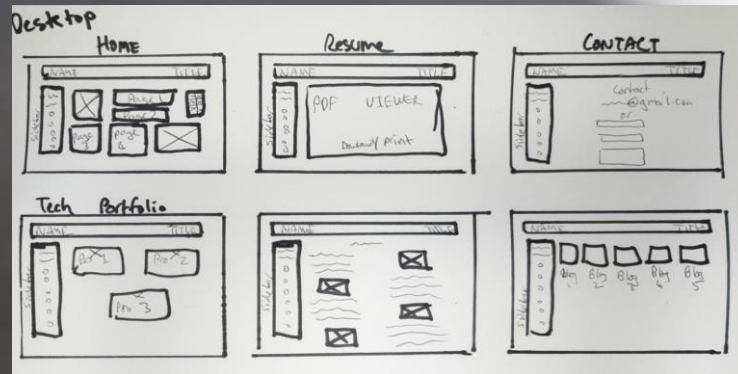 Desktop
HOME
NAME TITLE
Sidebar
Page 1
Page 2
Page 3
Page 4
Resume
NAME TITLE
Sidebar
PDF VIEWER
Download/Print
CONTACT
NAME TITLE
Sidebar
Contact
@gmail.com
or
Tech Portfolio
NAME TITLE
Sidebar
Pro 1
Pro 2
Pro 3
NAME TITLE
Sidebar
NAME TITLE
Sidebar
Blog 1
Blog 2
Blog 3
Blog 4
Blog 5